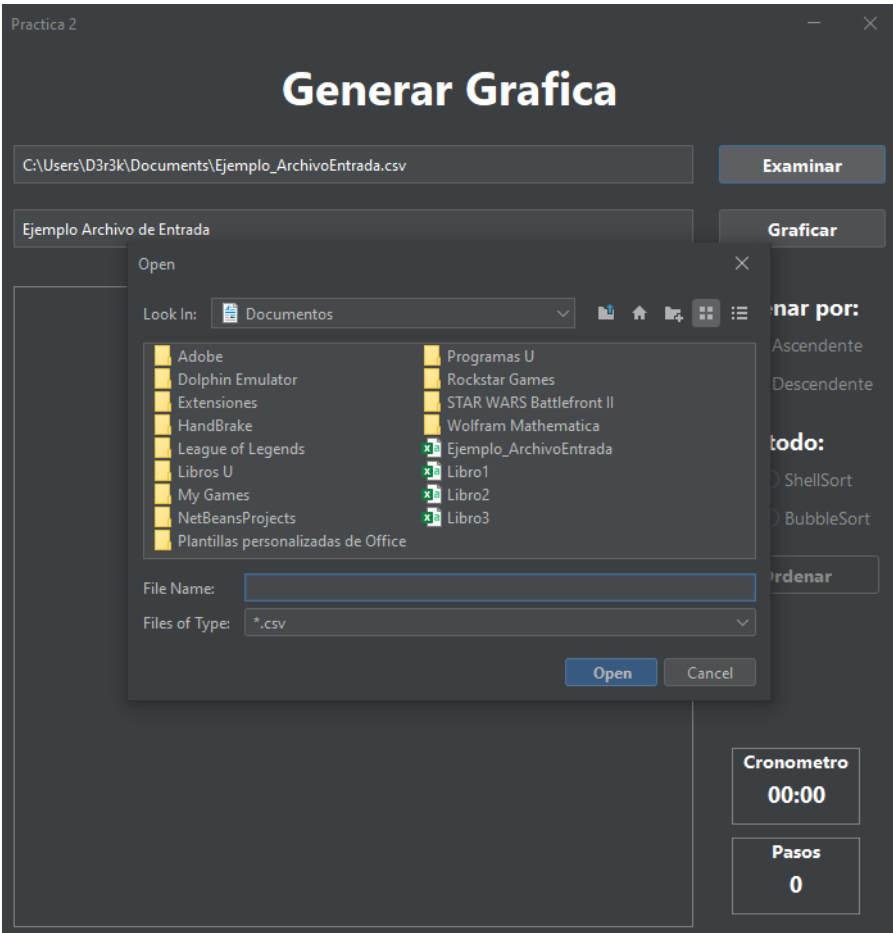 Practica 2
Generar Grafica
C:\Users\D3r3k\Documents\Ejemplo_ArchivoEntrada.csv
Examinar
Ejemplo Archivo de Entrada
Graficar
Open
Look In:
Documentos
Adobe
Dolphin Emulator
Extensiones
HandBrake
League of Legends
Libros U
My Games
NetBeansProjects
Plantillas personalizadas de Office
Programas U
Rockstar Games
STAR WARS Battlefront II
Wolfram Mathematica
Ejemplo_ArchivoEntrada
Libro1
Libro2
Libro3
File Name:
Files of Type:
*.csv
Open
Cancel
nar por:
Ascendente
Descendente
todo:
ShellSort
BubbleSort
rdenar
Cronometro
00:00
Pasos
0